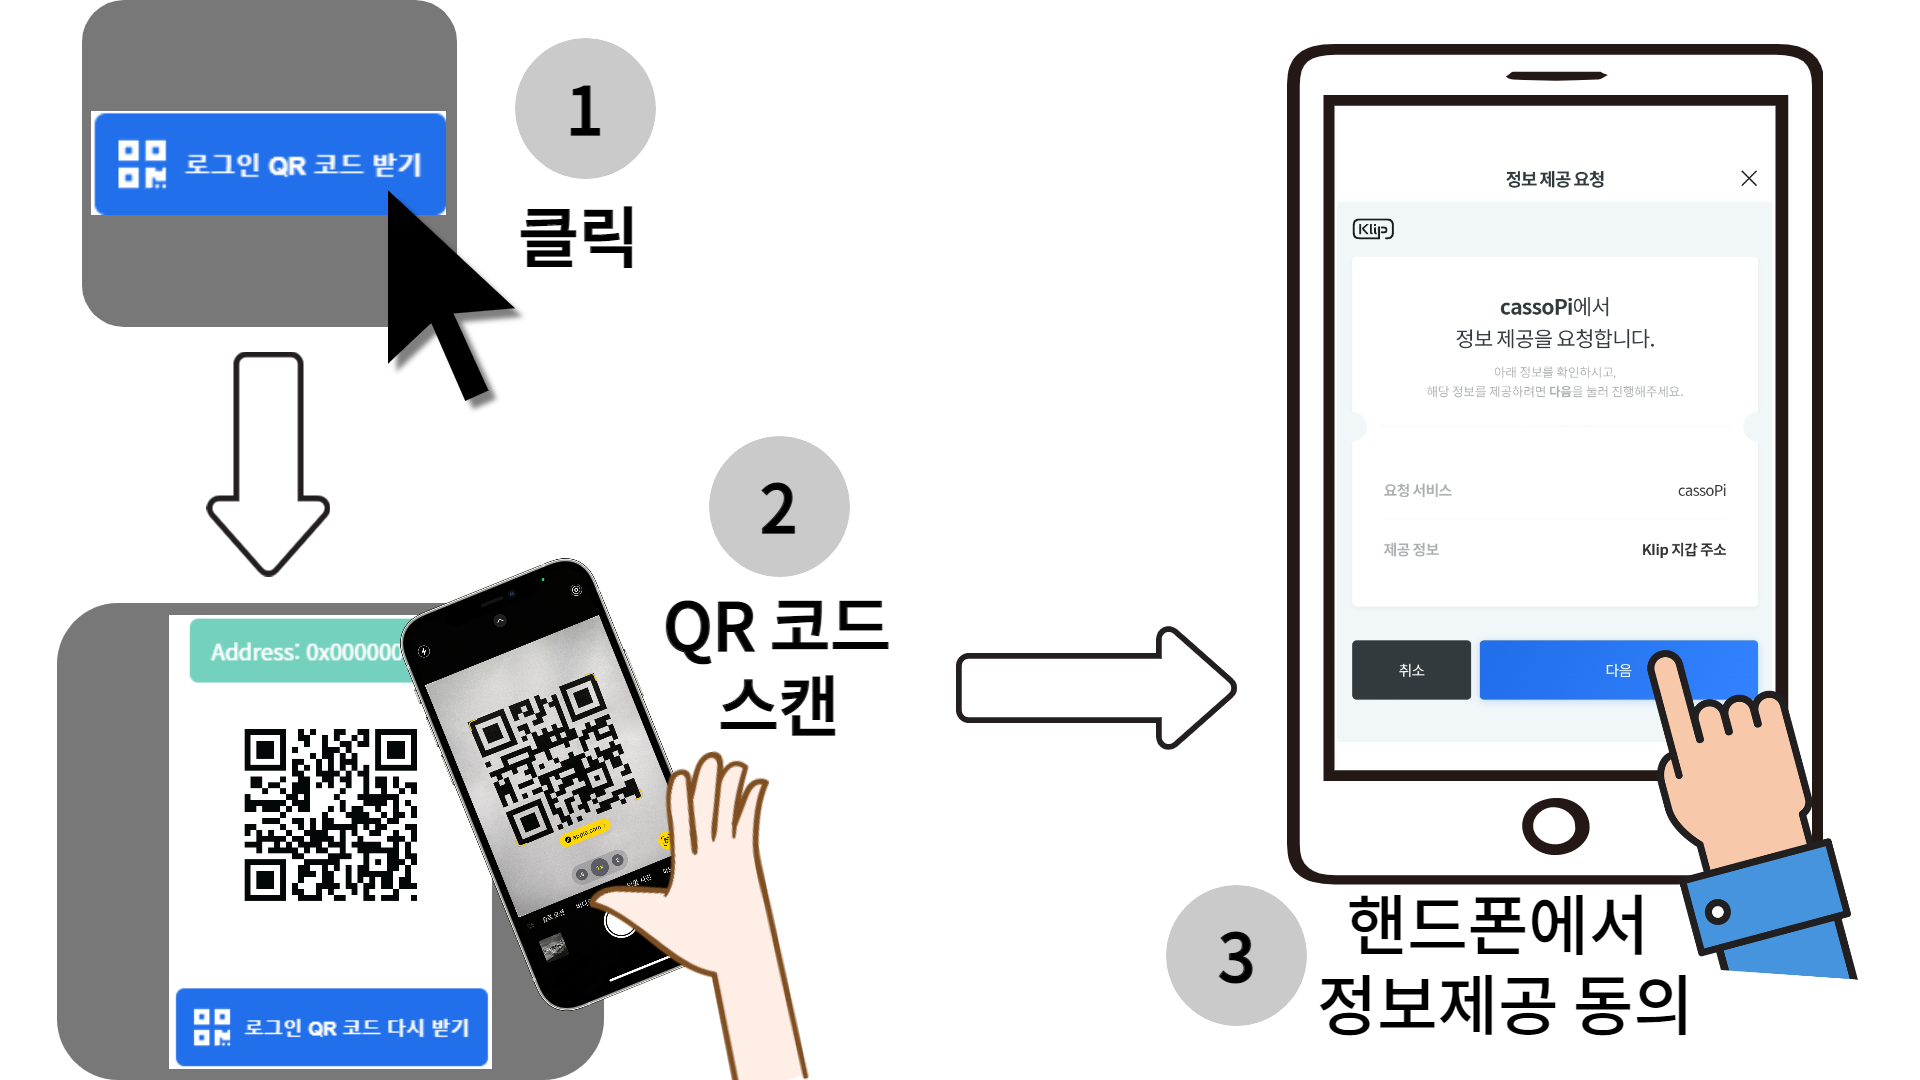 로그인 QR 코드 받기
1
클릭
2
QR 코드
스캔
Address: 0x000000
apple.com
로그인 QR 코드 다시 받기
정보 제공 요청
Klip
cassoPi에서
정보 제공을 요청합니다.
아래 정보를 확인하시고,
해당 정보를 제공하려면 다음을 눌러 진행해주세요.
요청 서비스 cassoPi
제공 정보 Klip 지갑 주소
취소 다음
3
핸드폰에서
정보제공 동의